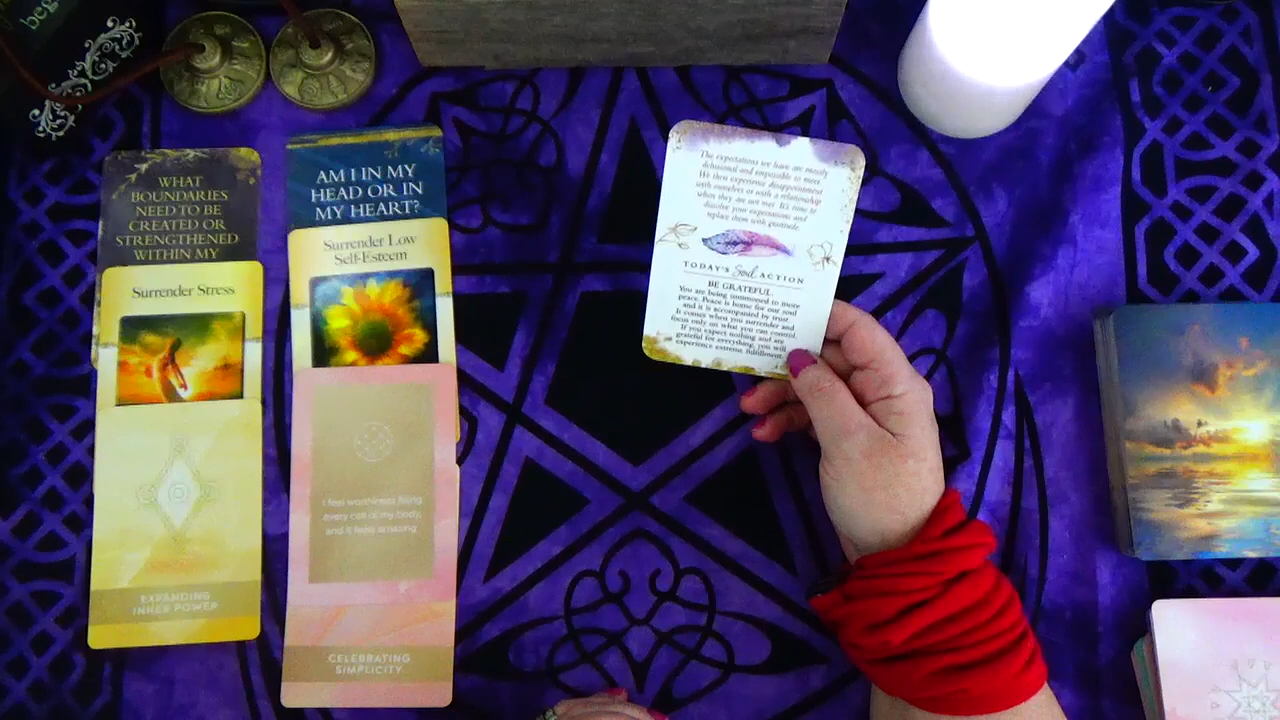 beg
WHAT
BOUNDARIES
NEED TO BE
CREATED OR
STRENGTHENED
WITHIN MY
Surrender Stress
EXPANDING
INNER POWER
AM I IN MY
HEAD OR IN
MY HEART?
Surrender Low
Self-Esteem
I feel worthiness filling
every cell of my body,
and it feels amazing
CELEBRATING
SIMPLICITY
The expectations we have are mostly
delusional and impossible to meet.
We then experience disappointment
with ourselves or with a relationship
when they are not met. It's time to
dissolve your expectations and
replace them with gratitude.
TODAY'S Soul ACTION
BE GRATEFUL.
You are being summoned to more
peace. Peace is home for our soul
and it is accompanied by trust.
It comes when you surrender and
focus only on what you can control.
If you expect nothing and are
grateful for everything, you will
experience extreme fulfillment.